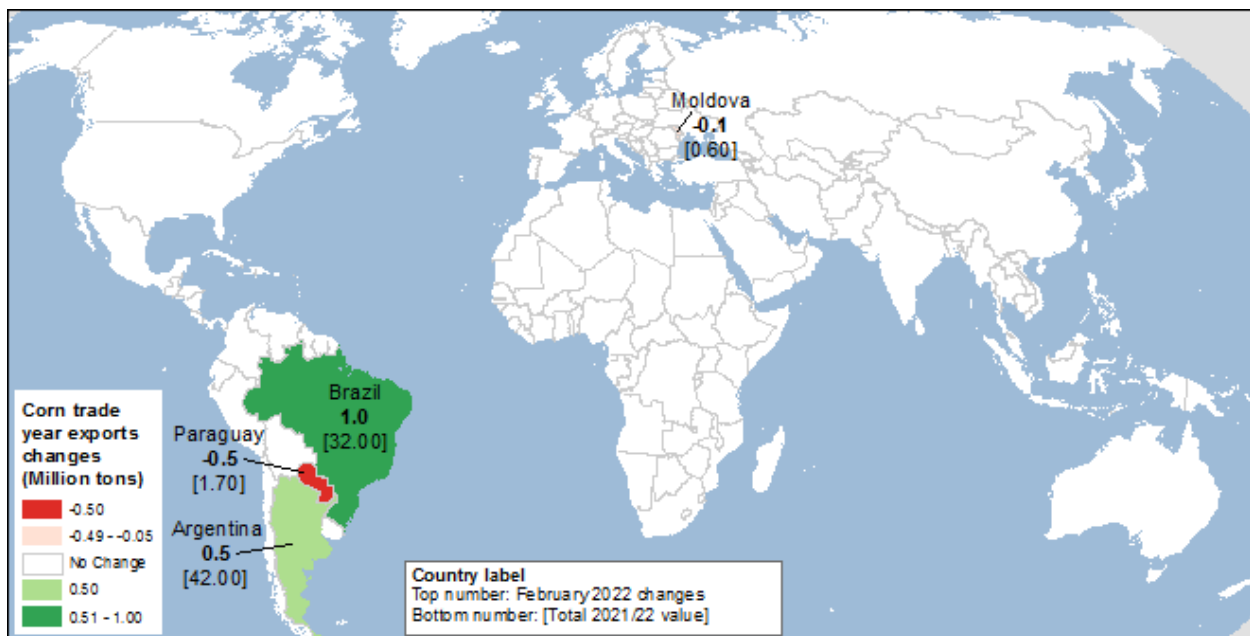 Moldova
-0.1
[0.60]
Brazil
1.0
[32.00]
Paraguay
-0.5
[1.70]
Argentina
0.5
[42.00]
Corn trade
year exports
changes
(Million tons)
-0.50
-0.49 - -0.05
No Change
0.50
0.51 - 1.00
Country label
Top number: February 2022 changes
Bottom number: [Total 2021/22 value]